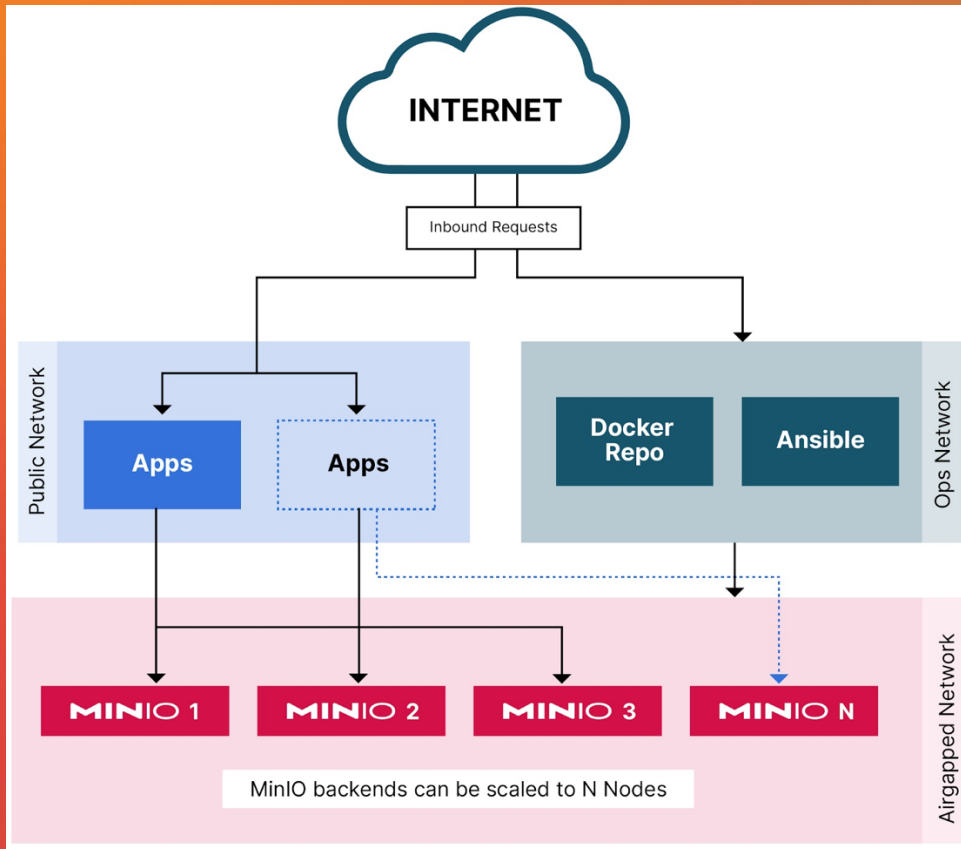 INTERNET
Inbound Requests
Public Network
Apps
Apps
Docker
Repo
Ansible
Ops Network
MINIO 1
MINIO 2
MINIO 3
MINIO N
MinIO backends can be scaled to N Nodes
Airgapped Network